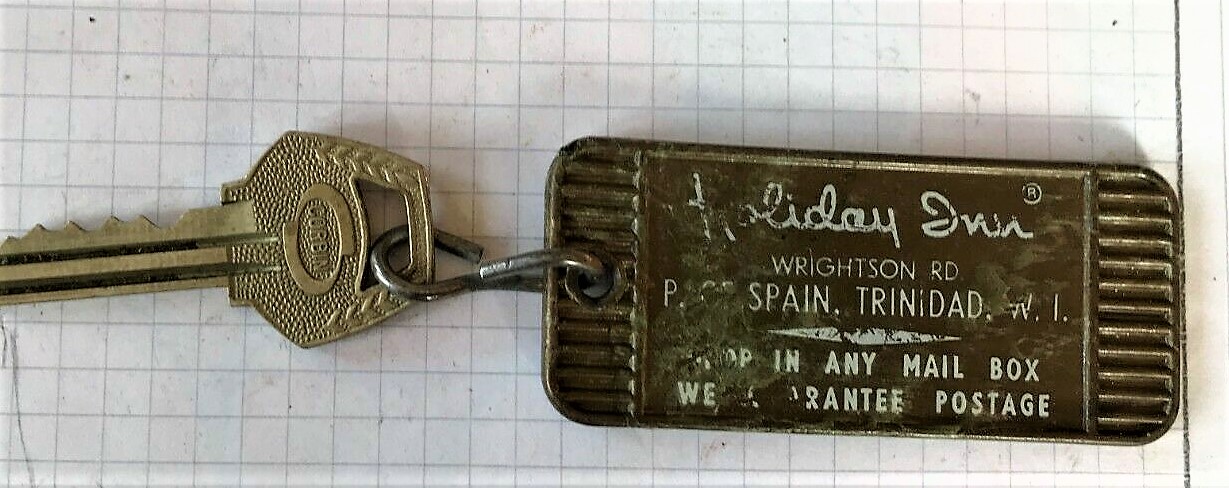 Holiday Inn ®
WRIGHTSON RD
SPAIN, TRINIDAD, W. I.
IN ANY MAIL BOX
WE POSTAGE